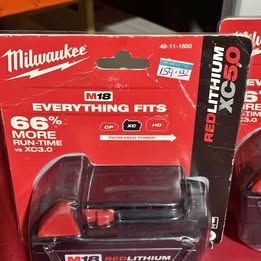 Milwaukee
48-11-1850
M18
EVERYTHING FITS
66%
MORE
RUN-TIME
vs XC3.0
CP XC HD
INCREASED POWER
REDLITHIUM
XC5.0
M18 REDLITHIUM